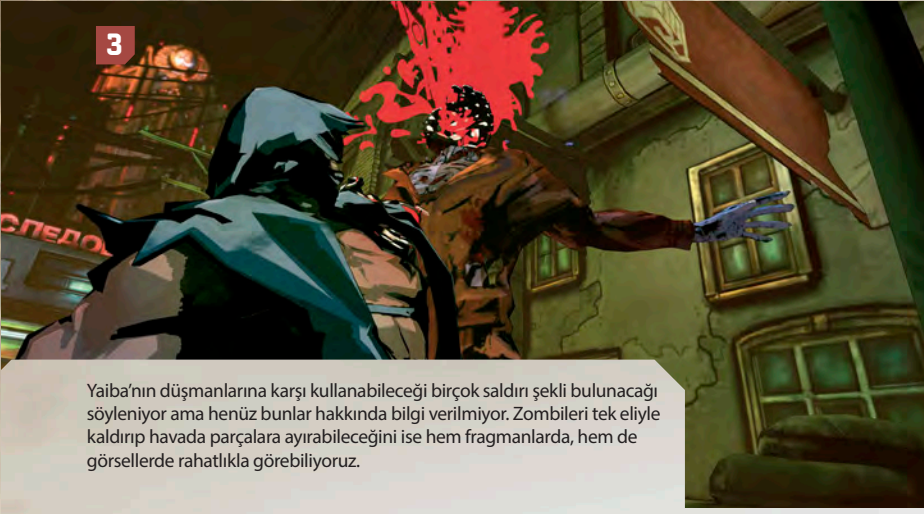 3
СЛЕДО
Yaiba’nın düşmanlarına karşı kullanabileceği birçok saldırı şekli bulunacağı
söyleniyor ama henüz bunlar hakkında bilgi verilmiyor. Zombileri tek eliyle
kaldırıp havada parçalara ayırabileceğini ise hem fragmanlarda, hem de
görsellerde rahatlıkla görebiliyoruz.